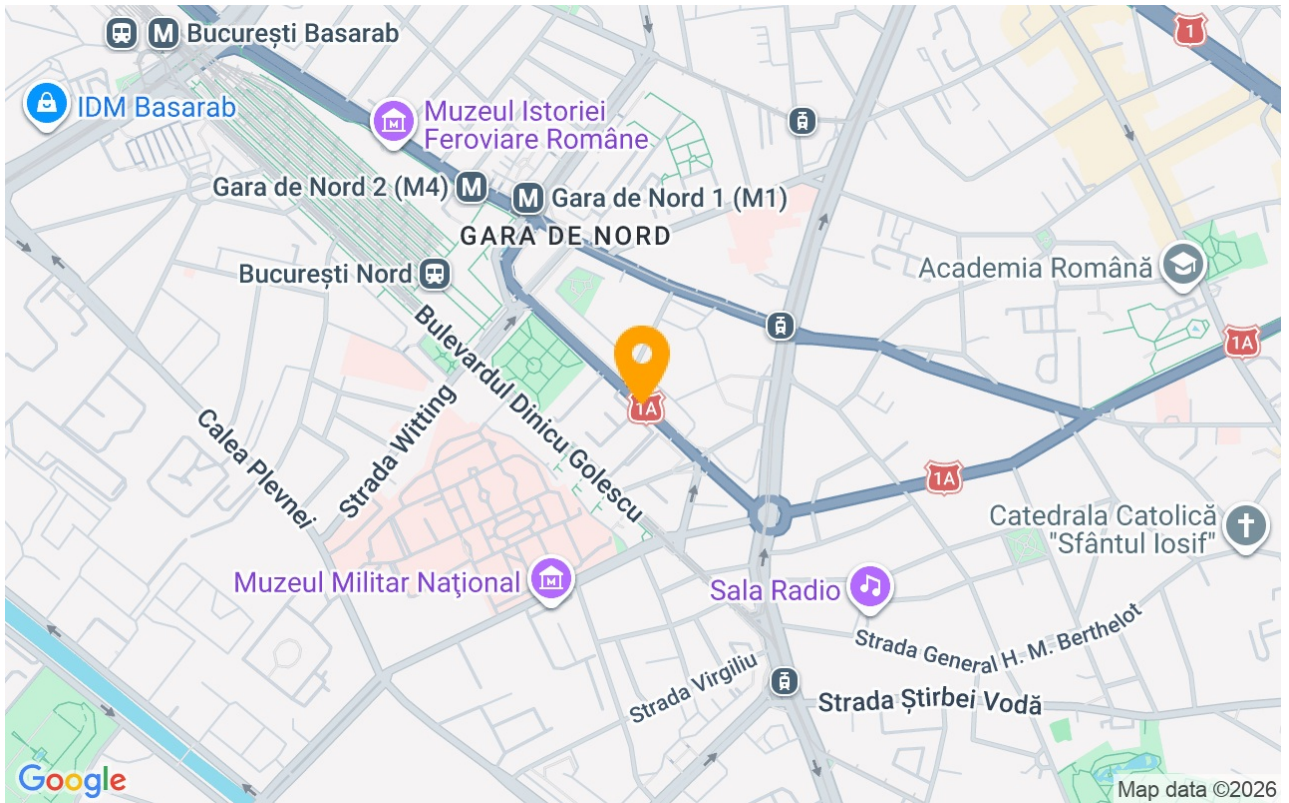 București Basarab
1
IDM Basarab
Muzeul Istoriei
Feroviare Române
Gara de Nord 2 (M4)
Gara de Nord 1 (M1)
GARA DE NORD
București Nord
Academia Română
1A
Bulevardul Dinicu Golescu
1A
Strada Witting
Calea Plevnei
1A
Catedrala Catolică
"Sfântul Iosif"
Muzeul Militar Naţional
Sala Radio
Strada General H. M. Berthelot
Strada Virgiliu
Strada Știrbei Vodă
Google
Map data ©2026